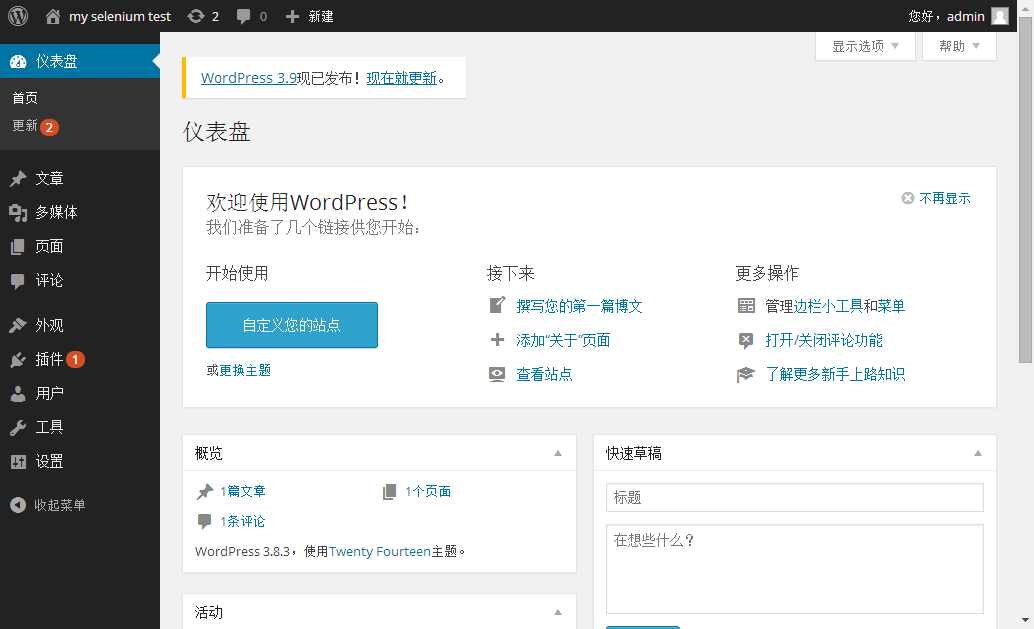 my selenium test 2 0 新建 您好，admin
显示选项 帮助
仪表盘
首页
更新 2
文章
多媒体
页面
评论
外观
插件 1
用户
工具
设置
收起菜单
WordPress 3.9现已发布！现在就更新。
仪表盘
欢迎使用WordPress！
不再显示
我们准备了几个链接供您开始：
开始使用
自定义您的站点
或更换主题
接下来
撰写您的第一篇博文
添加“关于”页面
查看站点
更多操作
管理边栏小工具和菜单
打开/关闭评论功能
了解更多新手上路知识
概览
1篇文章 1个页面
1条评论
WordPress 3.8.3，使用Twenty Fourteen主题。
活动
快速草稿
标题
在想些什么？